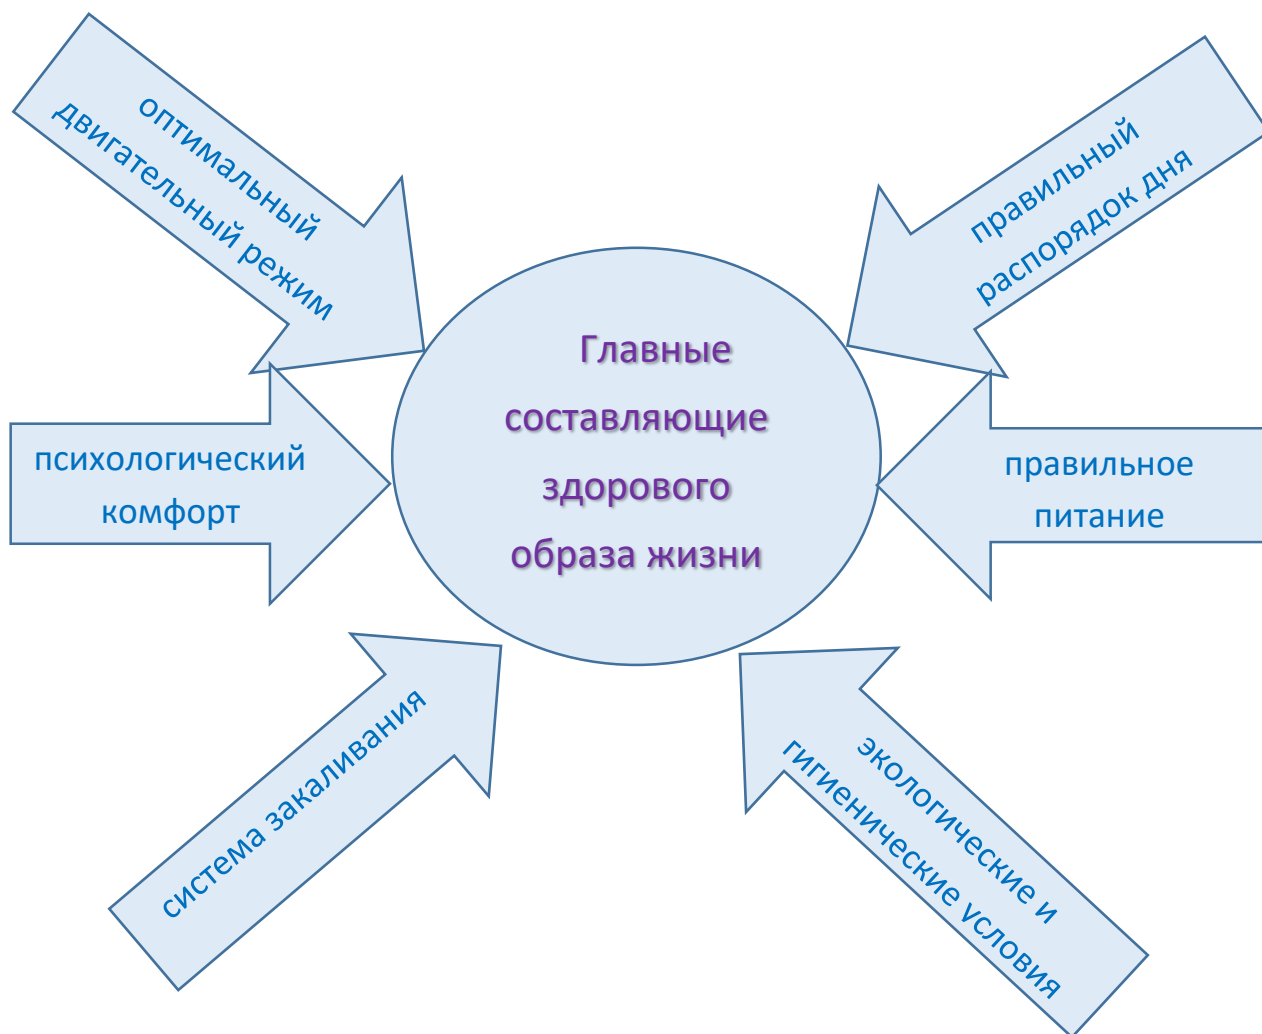 оптимальный
двигательный режим
правильный
распорядок дня
Главные
составляющие
здорового
образа жизни
психологический
комфорт
правильное
питание
система закаливания
экологические и
гигиенические условия